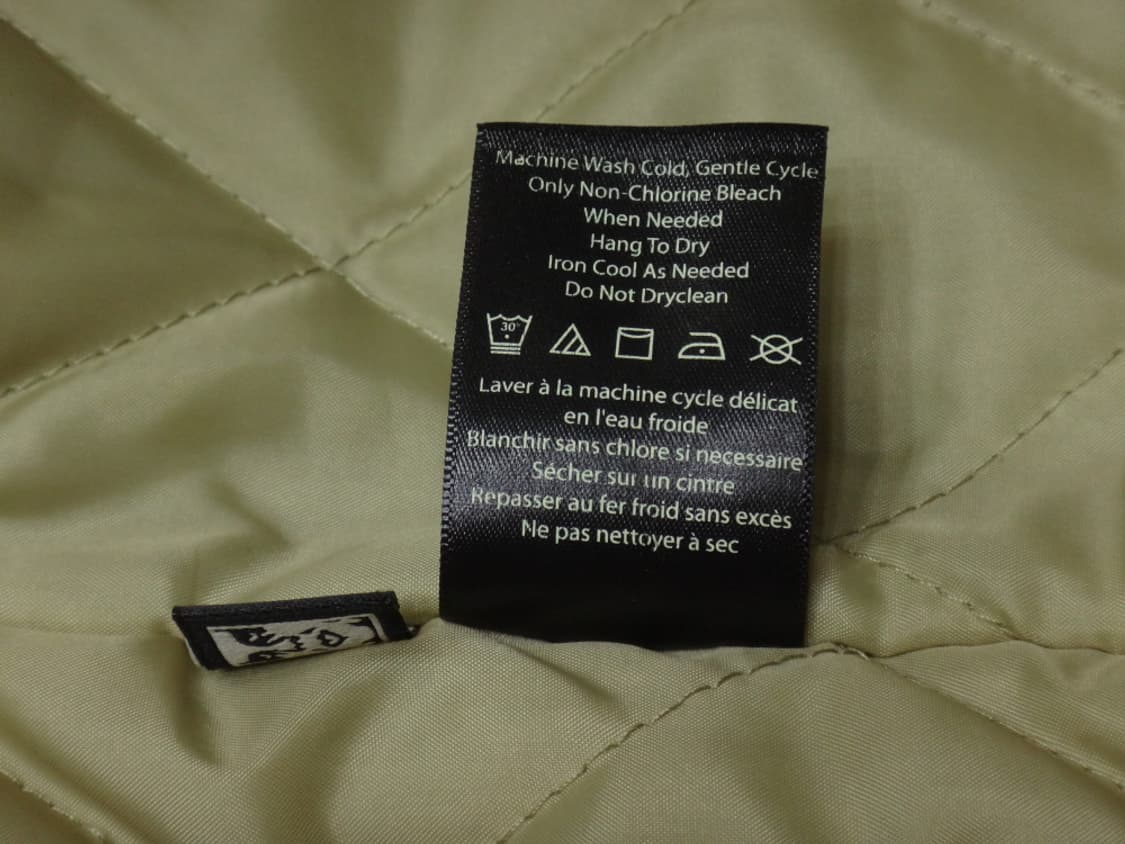 Machine Wash Cold, Gentle Cycle
Only Non-Chlorine Bleach
When Needed
Hang To Dry
Iron Cool As Needed
Do Not Dryclean
30°
Laver à la machine cycle délicat
en l'eau froide
Blanchir sans chlore si necessaire
Sécher sur un cintre
Repasser au fer froid sans excès
Ne pas nettoyer à sec